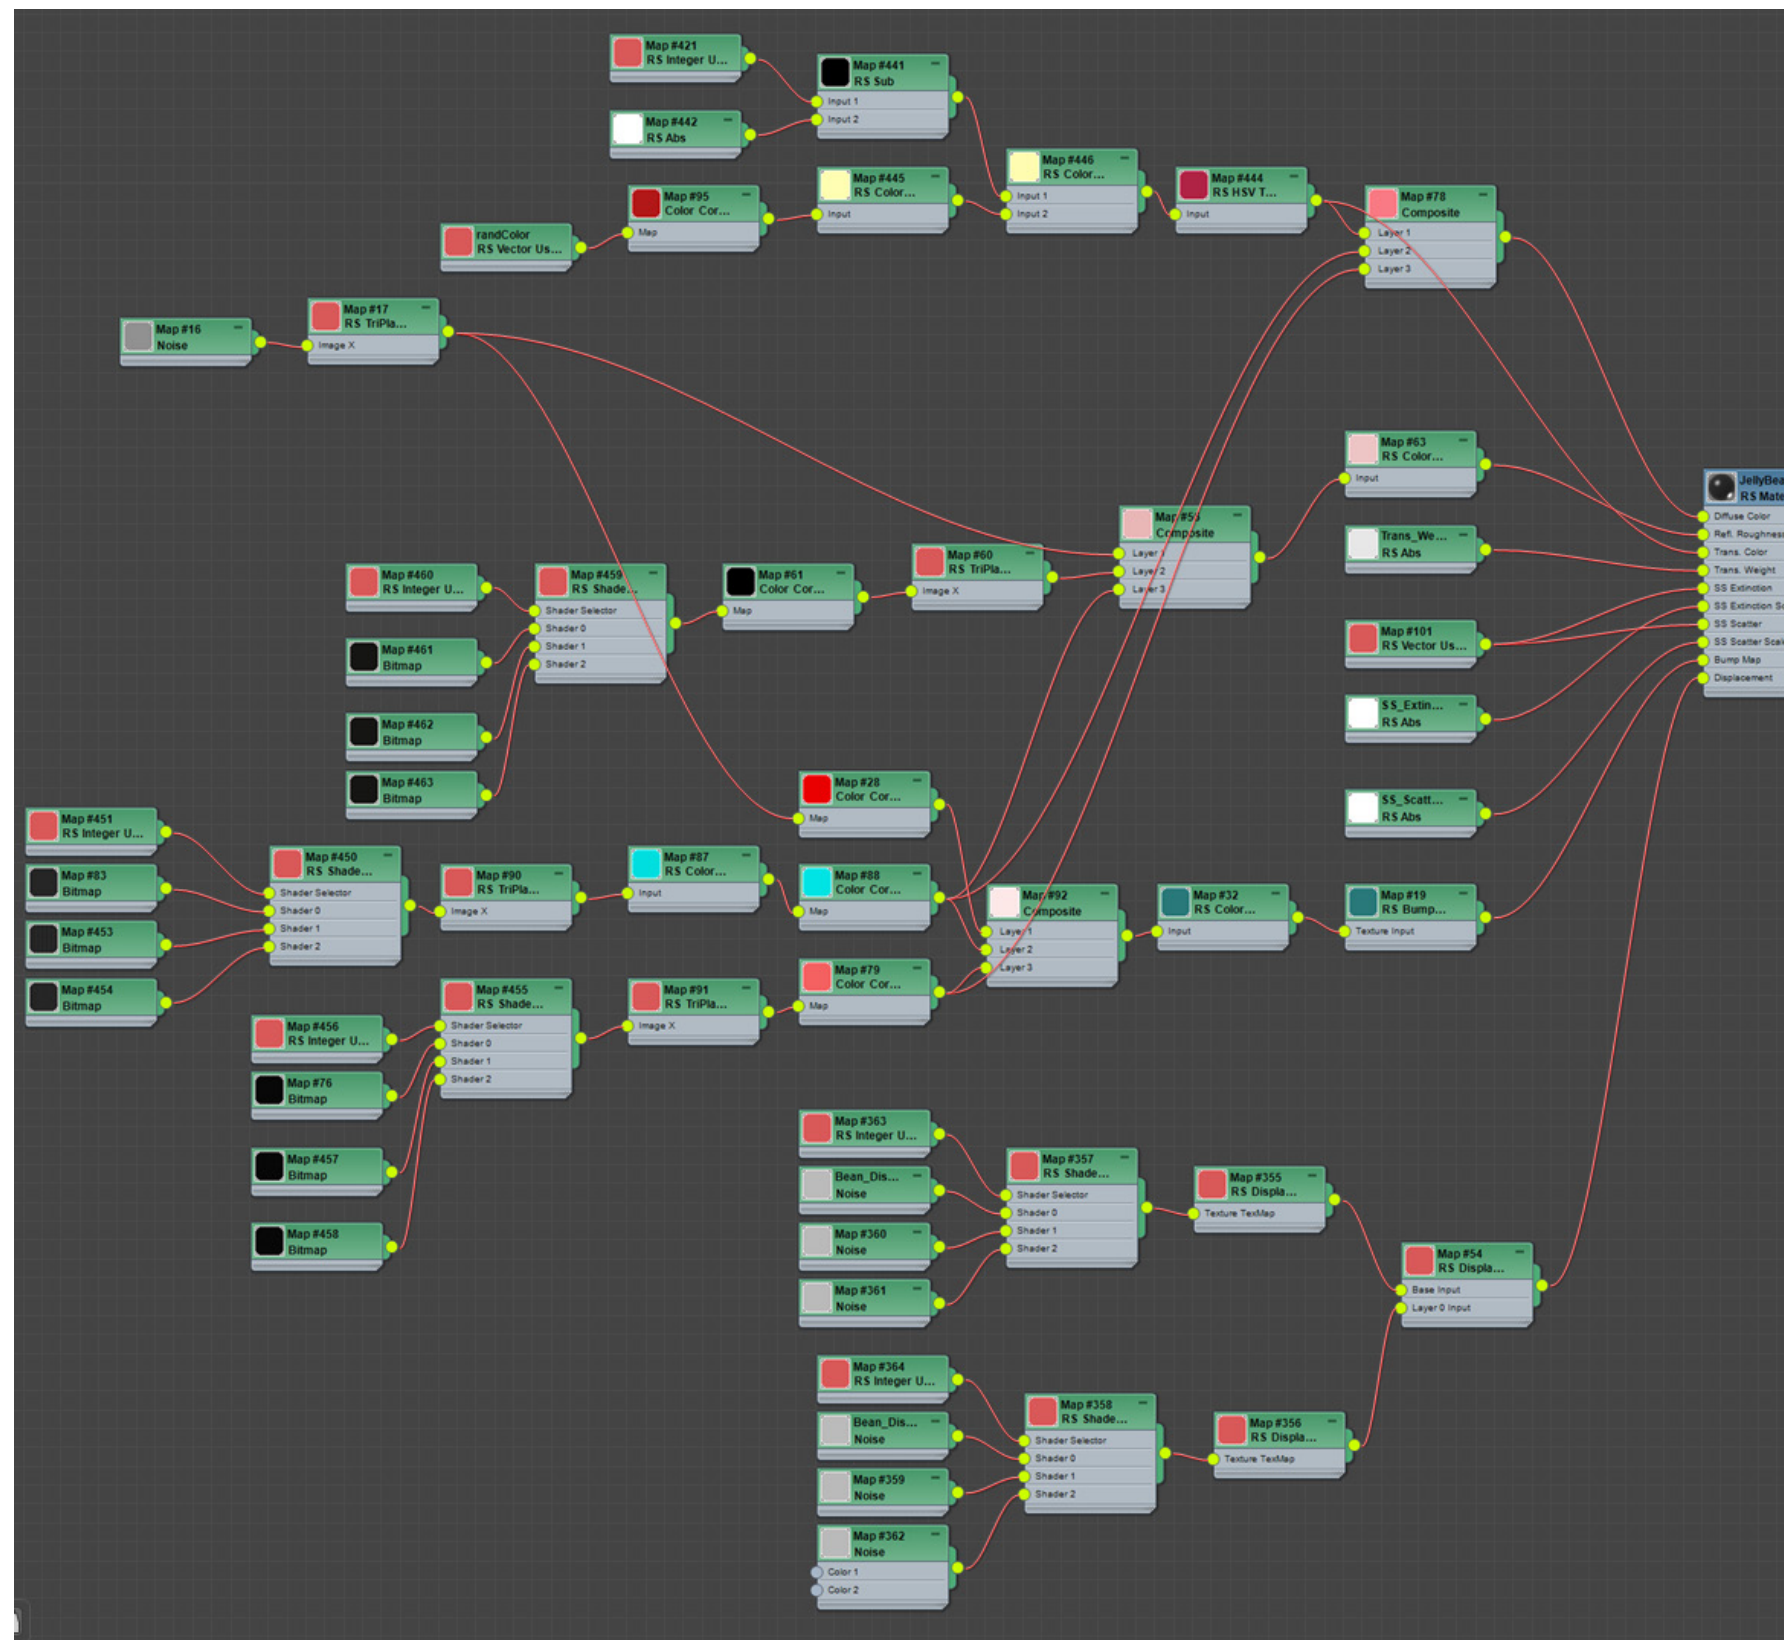 Map #421
RS Integer U...
Map #441
RS Sub
Input 1
Input 2
Map #442
RS Abs
Map #446
RS Color...
Input 1
Input 2
Map #445
RS Color...
Input
Map #444
RS HSV T...
Input
Map #95
Color Cor...
Map
Map #78
Composite
Layer 1
Layer 2
Layer 3
randColor
RS Vector Us...
Map #17
RS TriPla...
Image X
Map #16
Noise
Map #63
RS Color...
Input
JellyBea
RS Mate
Diffuse Color
Refl. Roughness
Trans. Color
Trans. Weight
SS Extinction
SS Extinction Sc
SS Scatter
SS Scatter Scale
Bump Map
Displacement
Map #55
Composite
Layer 1
Layer 2
Layer 3
Trans_We...
RS Abs
Map #60
RS TriPla...
Image X
Map #460
RS Integer U...
Map #459
RS Shade...
Shader Selector
Shader 0
Shader 1
Shader 2
Map #61
Color Cor...
Map
Map #101
RS Vector Us...
Map #461
Bitmap
SS_Extin...
RS Abs
Map #462
Bitmap
Map #463
Bitmap
Map #28
Color Cor...
Map
SS_Scatt...
RS Abs
Map #451
RS Integer U...
Map #450
RS Shade...
Shader Selector
Shader 0
Shader 1
Shader 2
Map #87
RS Color...
Input
Map #83
Bitmap
Map #90
RS TriPla...
Image X
Map #88
Color Cor...
Map
Map #92
Composite
Layer 1
Layer 2
Layer 3
Map #32
RS Color...
Input
Map #19
RS Bump...
Texture Input
Map #453
Bitmap
Map #79
Color Cor...
Map
Map #454
Bitmap
Map #455
RS Shade...
Shader Selector
Shader 0
Shader 1
Shader 2
Map #91
RS TriPla...
Image X
Map #456
RS Integer U...
Map #76
Bitmap
Map #457
Bitmap
Map #458
Bitmap
Map #363
RS Integer U...
Map #357
RS Shade...
Shader Selector
Shader 0
Shader 1
Shader 2
Bean_Dis...
Noise
Map #355
RS Displa...
Texture TexMap
Map #360
Noise
Map #54
RS Displa...
Base Input
Layer 0 Input
Map #361
Noise
Map #364
RS Integer U...
Map #358
RS Shade...
Shader Selector
Shader 0
Shader 1
Shader 2
Bean_Dis...
Noise
Map #356
RS Displa...
Texture TexMap
Map #359
Noise
Map #362
Noise
Color 1
Color 2